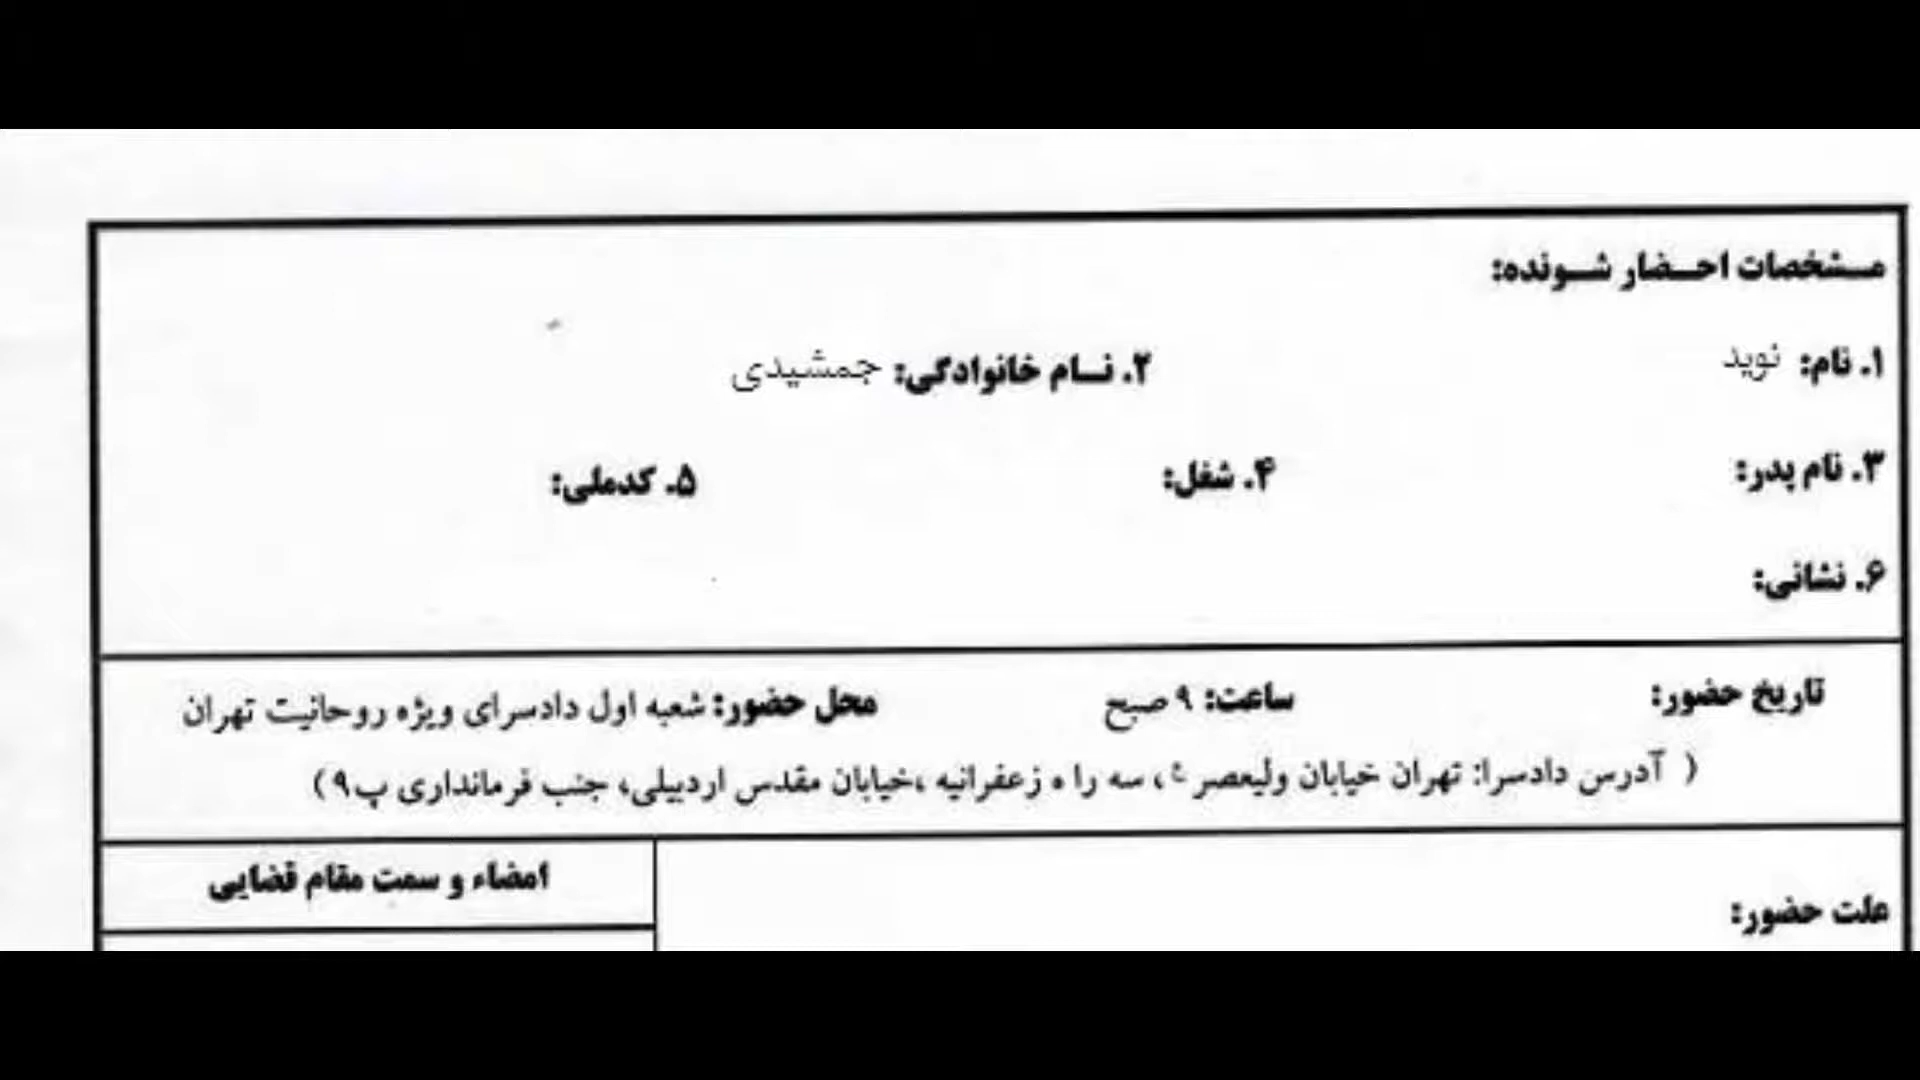 مشخصات احضار شونده:
۱. نام: نوید ۲. نام خانوادگی: جمشیدی
۳. نام پدر: ۴. شغل: ۵. کدملی:
۶. نشانی:
تاریخ حضور: ساعت: ۹ صبح محل حضور: شعبه اول دادسرای ویژه روحانیت تهران
( آدرس دادسرا: تهران خیابان ولیعصر ع، سه را ه زعفرانیه ،خیابان مقدس اردبیلی، جنب فرمانداری پ۹)
امضاء و سمت مقام قضایی
علت حضور: